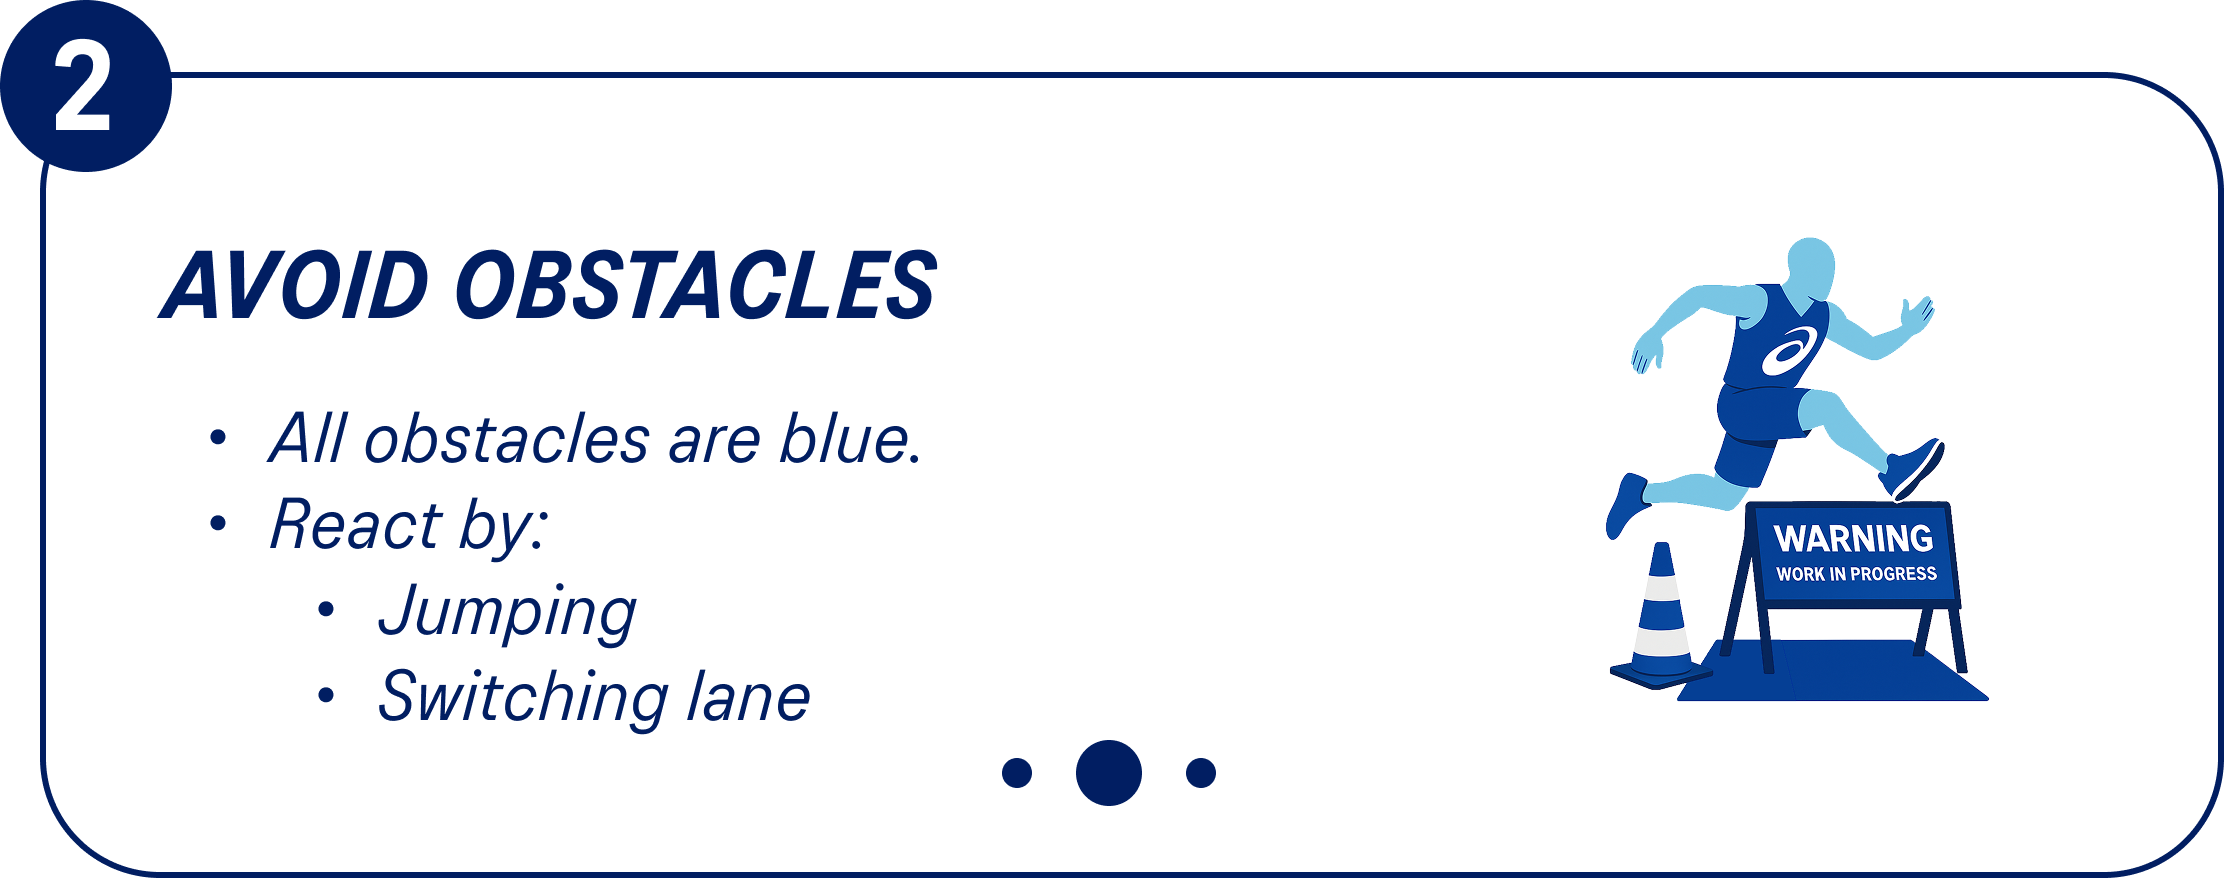 2
AVOID OBSTACLES
• All obstacles are blue.
• React by:
• Jumping
• Switching lane
WARNING
WORK IN PROGRESS